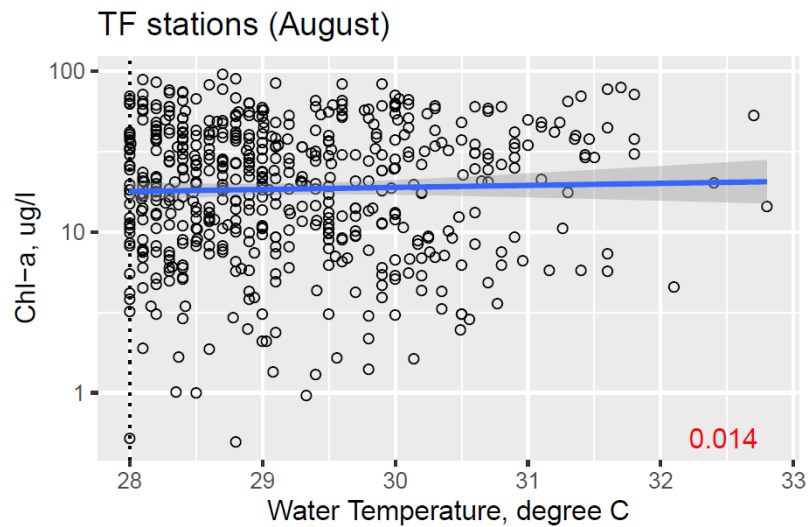 TF stations (August)
100
10
1
Chl−a, ug/l
0.014
28 29 30 31 32 33
Water Temperature, degree C